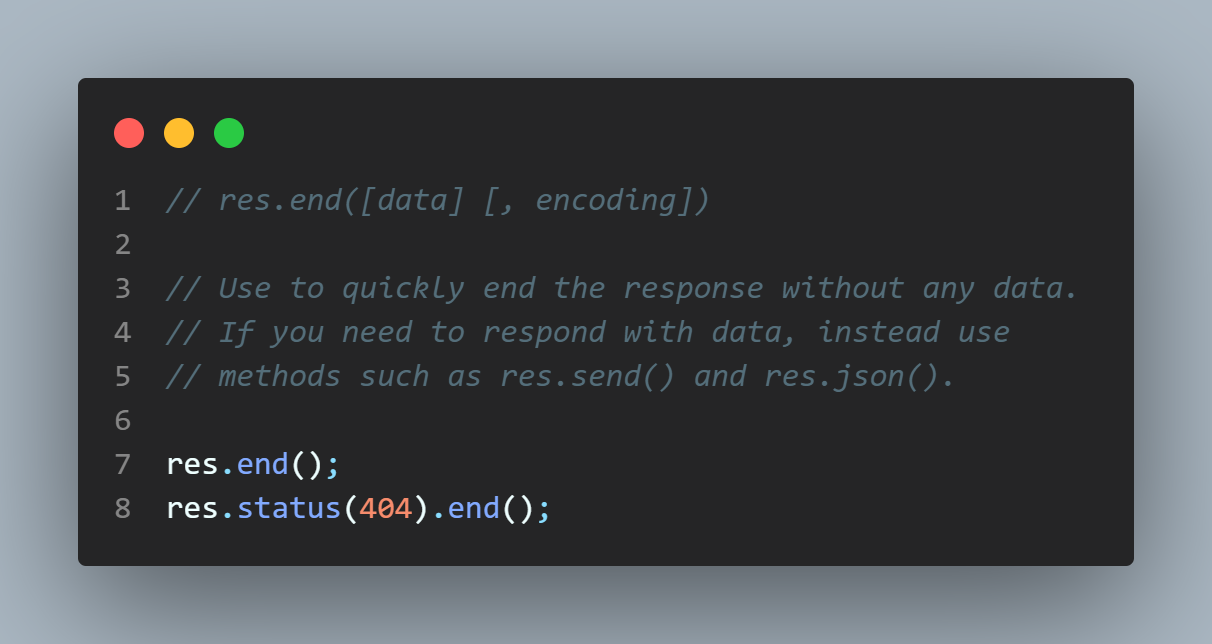 1 // res.end([data] [, encoding])
2
3 // Use to quickly end the response without any data.
4 // If you need to respond with data, instead use
5 // methods such as res.send() and res.json().
6
7 res.end();
8 res.status(404).end();